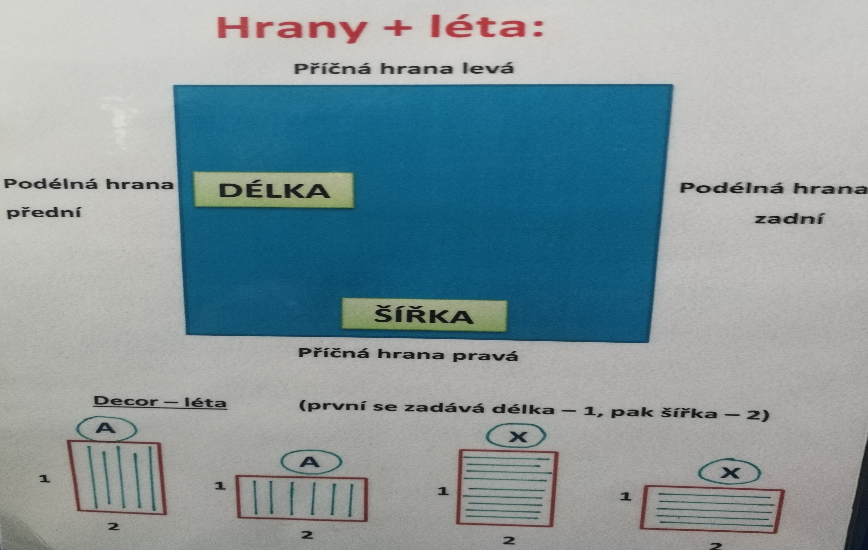 Hrany + léta:
Příčná hrana levá
Podélná hrana
přední
DÉLKA
Podélná hrana
zadní
ŠÍŘKA
Příčná hrana pravá
Decor – léta
(první se zadává délka – 1, pak šířka – 2)
A
1
2
A
1
2
X
1
2
X
1
2